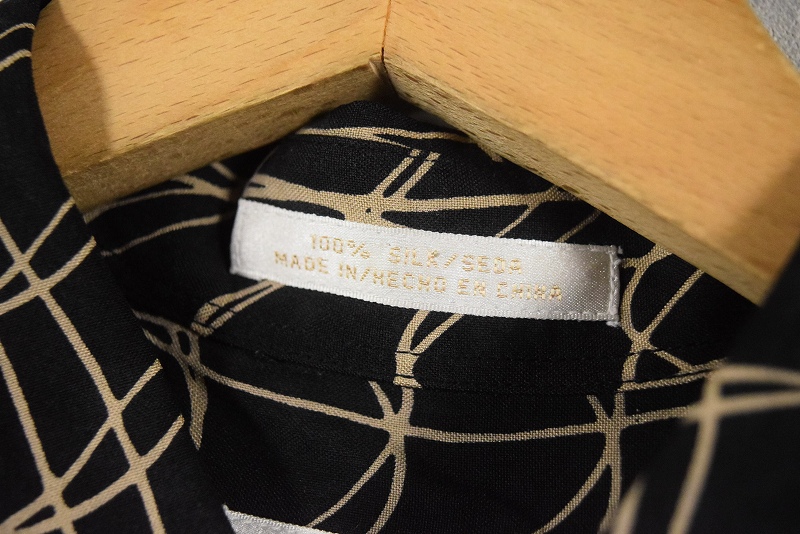 100% SILK/SEDA
MADE IN/HECHO EN CHINA